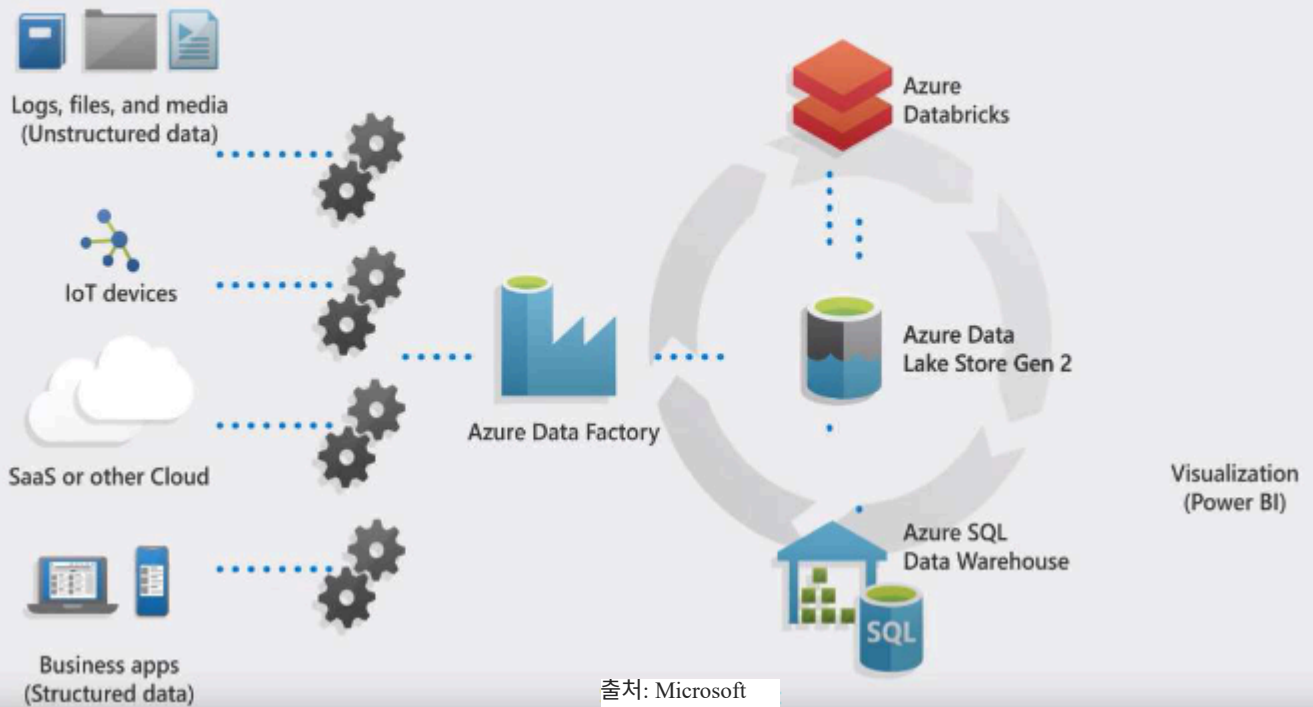 Logs, files, and media
(Unstructured data)
IoT devices
SaaS or other Cloud
Business apps
(Structured data)
Azure Data Factory
Azure
Databricks
Azure Data
Lake Store Gen 2
Azure SQL
Data Warehouse
SQL
Visualization
(Power BI)
출처: Microsoft